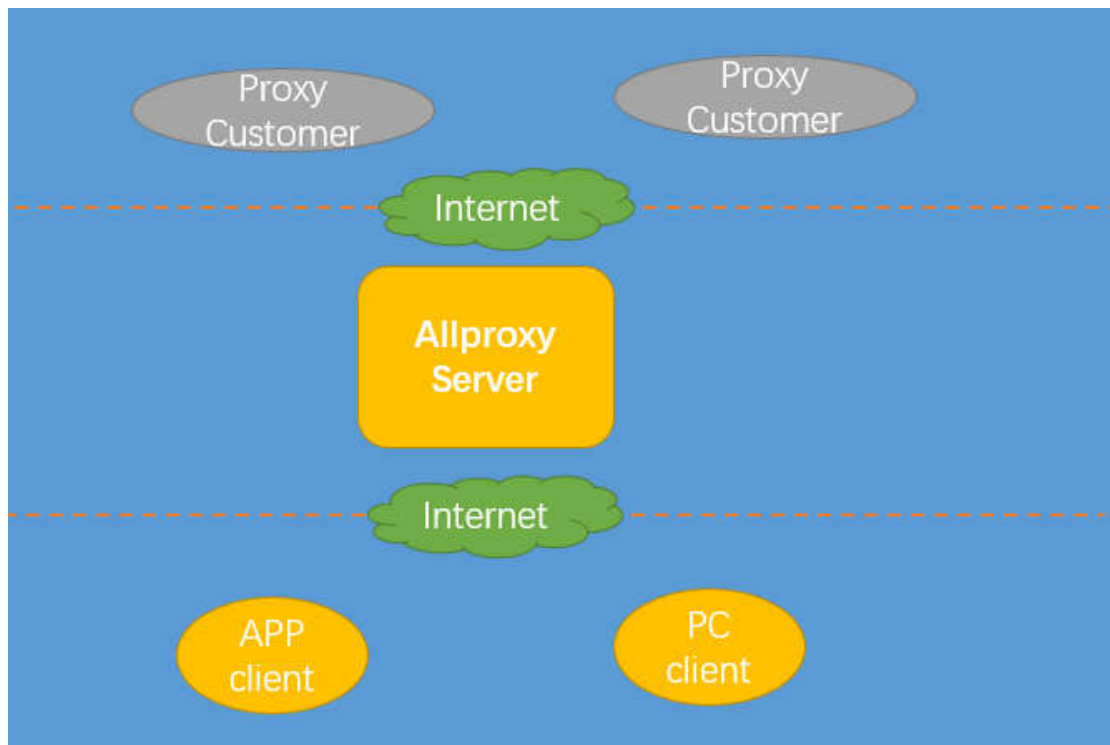 Proxy
Customer
Proxy
Customer
Internet
Allproxy
Server
Internet
APP
client
PC
client